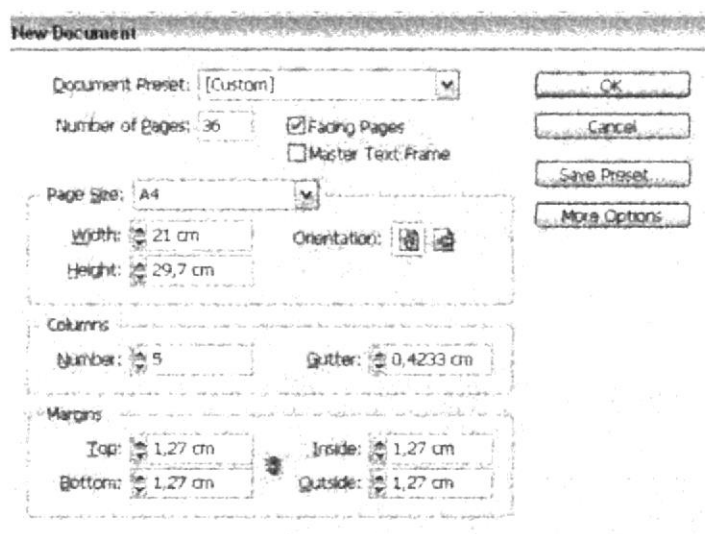 New Document
Document Preset: [Custom]
OK
Number of Pages: 36
Facing Pages
Cancel
Master Text Frame
Page Size: A4
Save Preset...
Width: 21 cm
Orientation:
More Options
Height: 29,7 cm
Columns
Number: 5
Gutter: 0,4233 cm
Margins
Top: 1,27 cm
Inside: 1,27 cm
Bottom: 1,27 cm
Outside: 1,27 cm